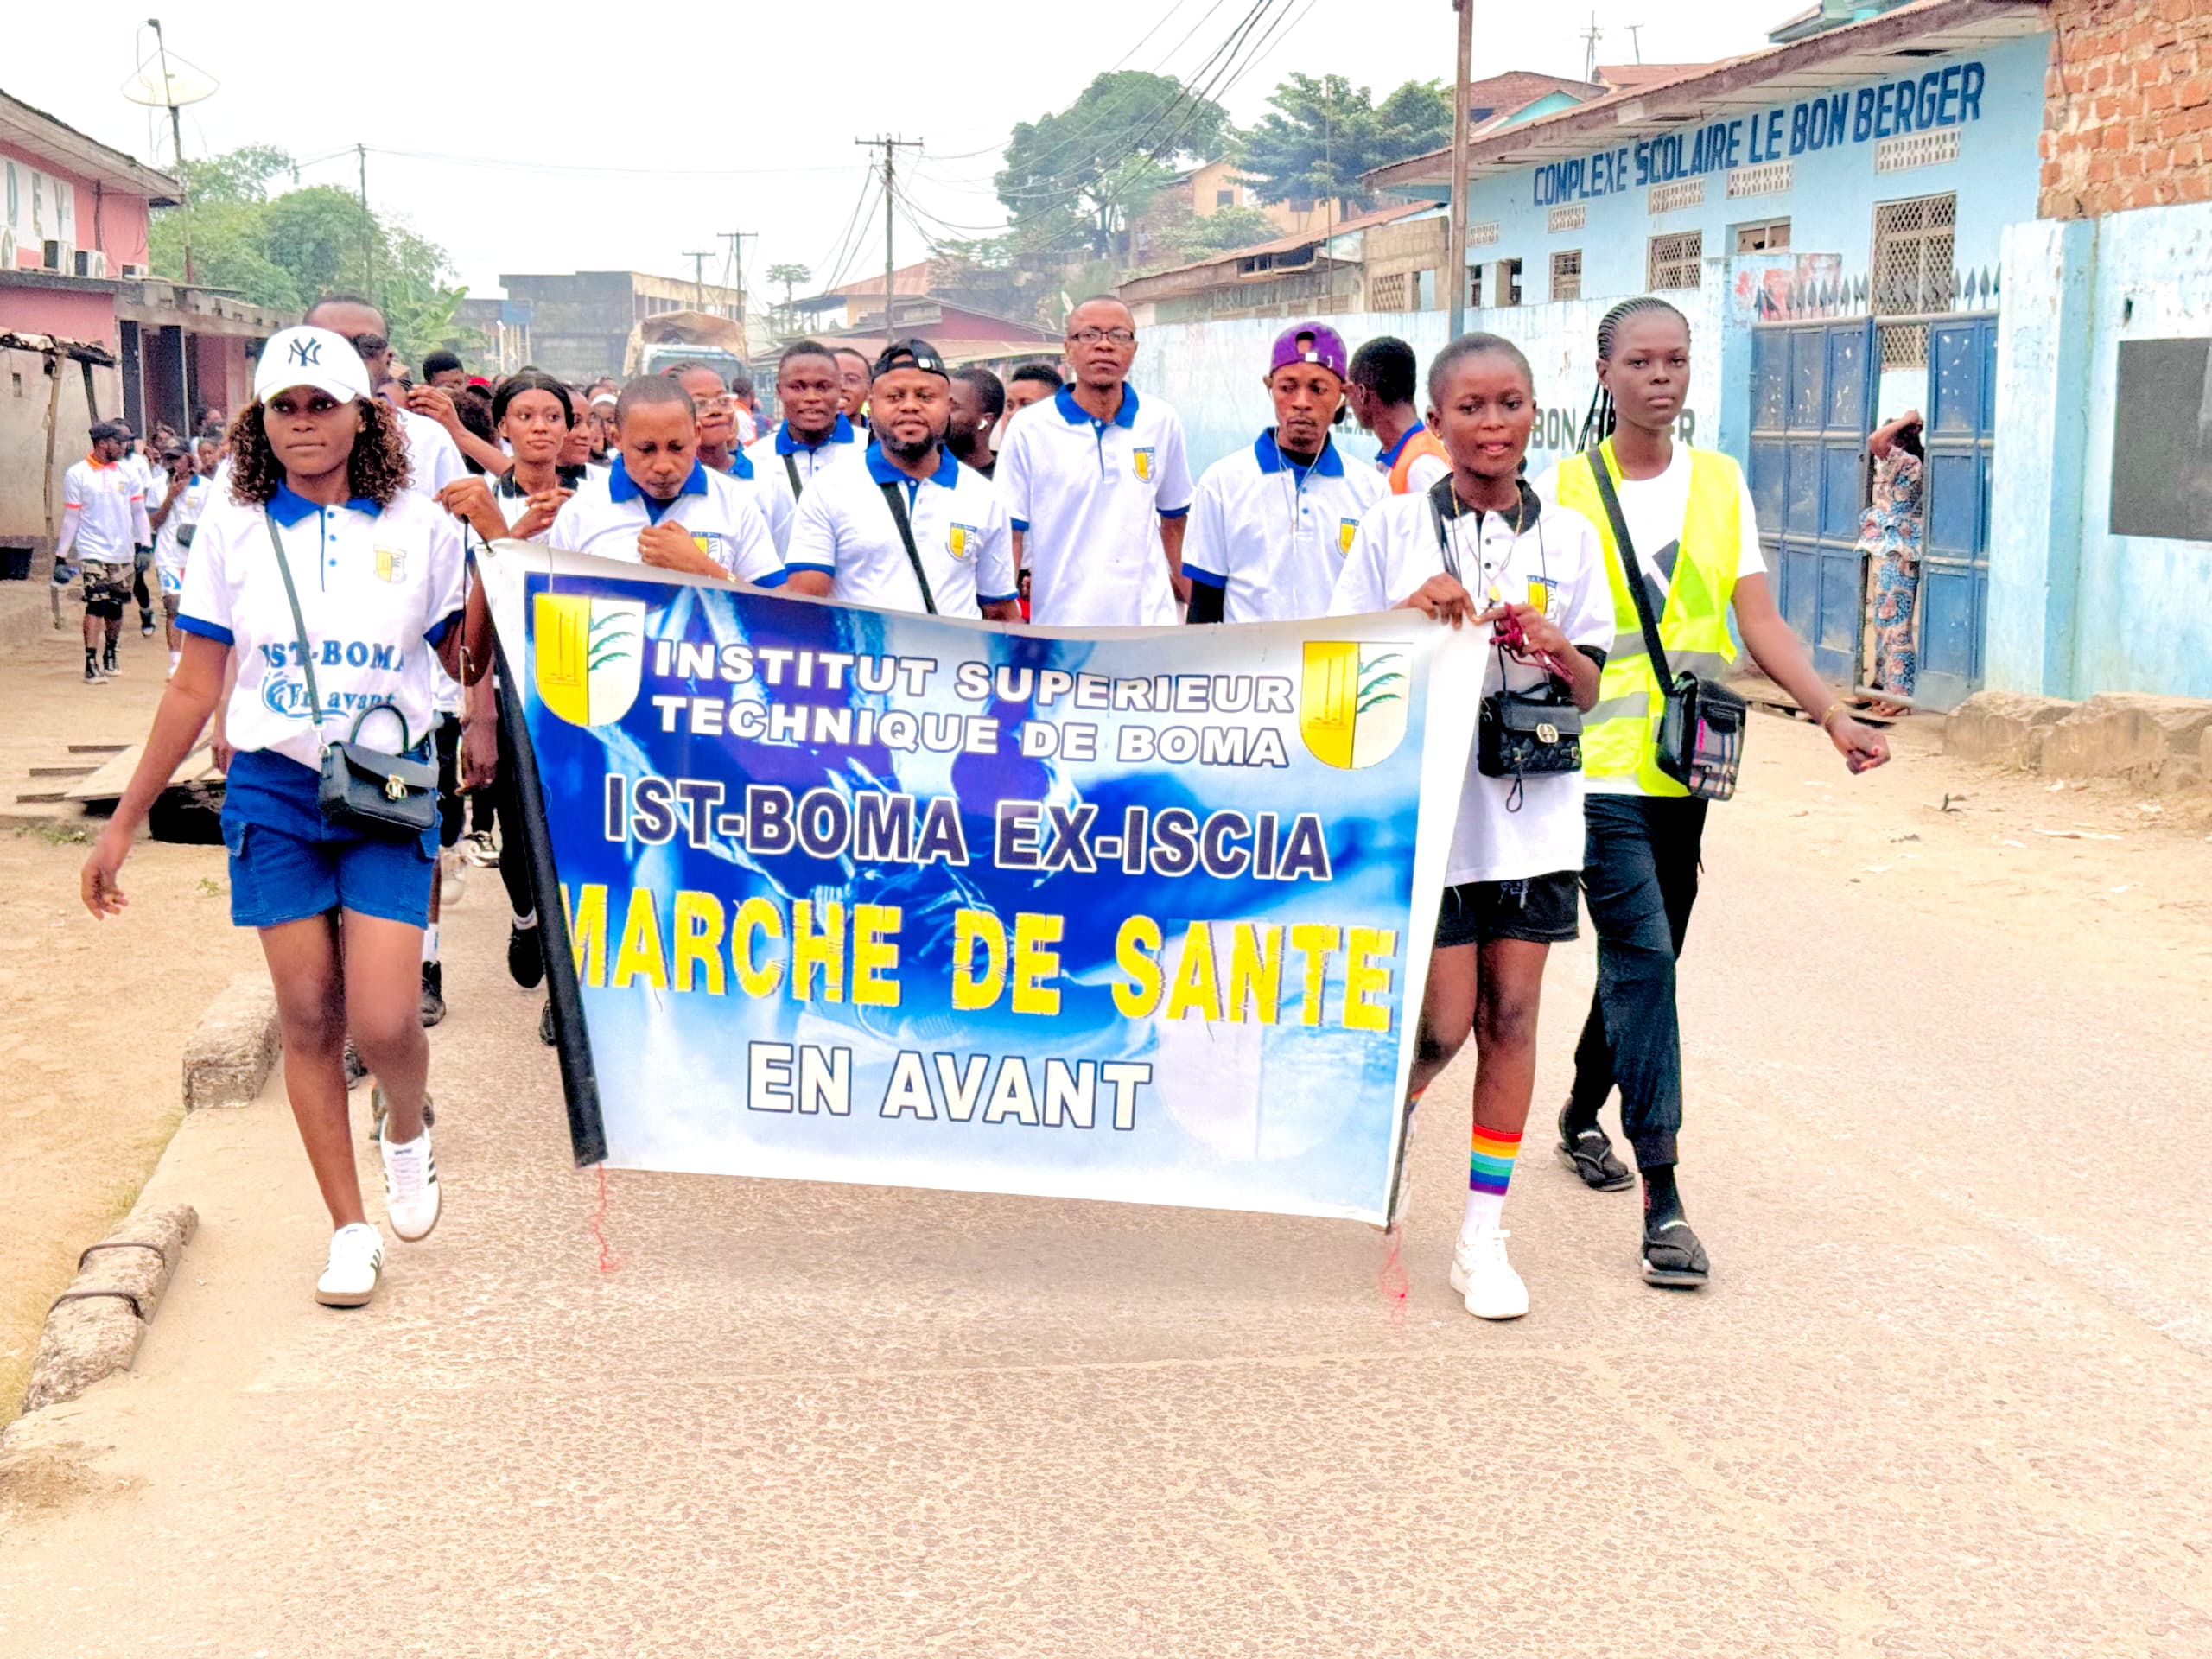 COMPLEXE SCOLAIRE LE BON BERGER
BON BERGER
NY
IST-BOMA
En avant
INSTITUT SUPERIEUR
TECHNIQUE DE BOMA
IST-BOMA EX-ISCIA
MARCHE DE SANTE
EN AVANT